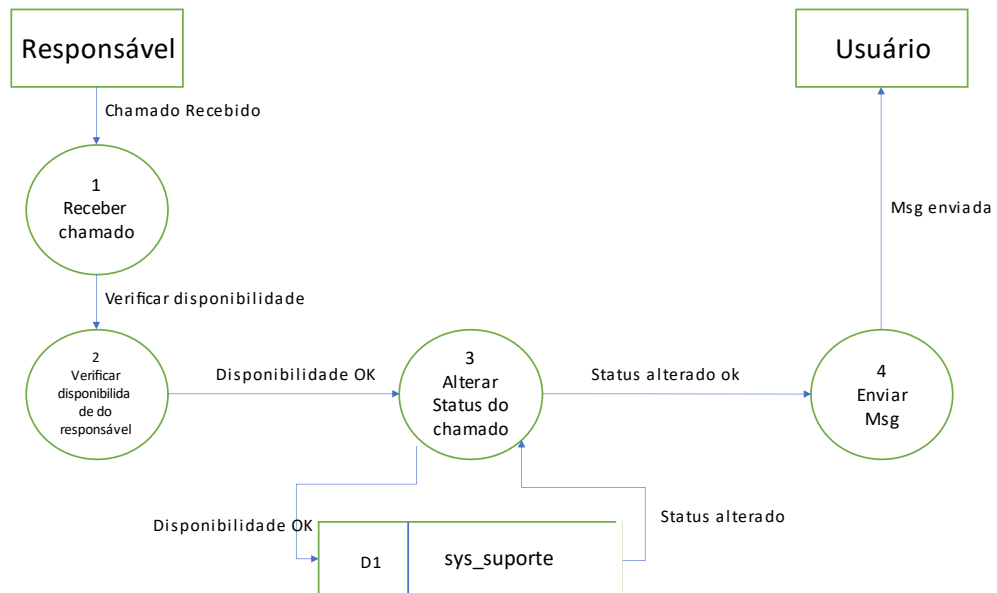 Responsável
Usuário
Chamado Recebido
1
Receber
chamado
Msg enviada
Verificar disponibilidade
2
Verificar
disponibilida
de do
responsável
Disponibilidade OK
3
Alterar
Status do
chamado
Status alterado ok
4
Enviar
Msg
Disponibilidade OK
Status alterado
D1
sys_suporte